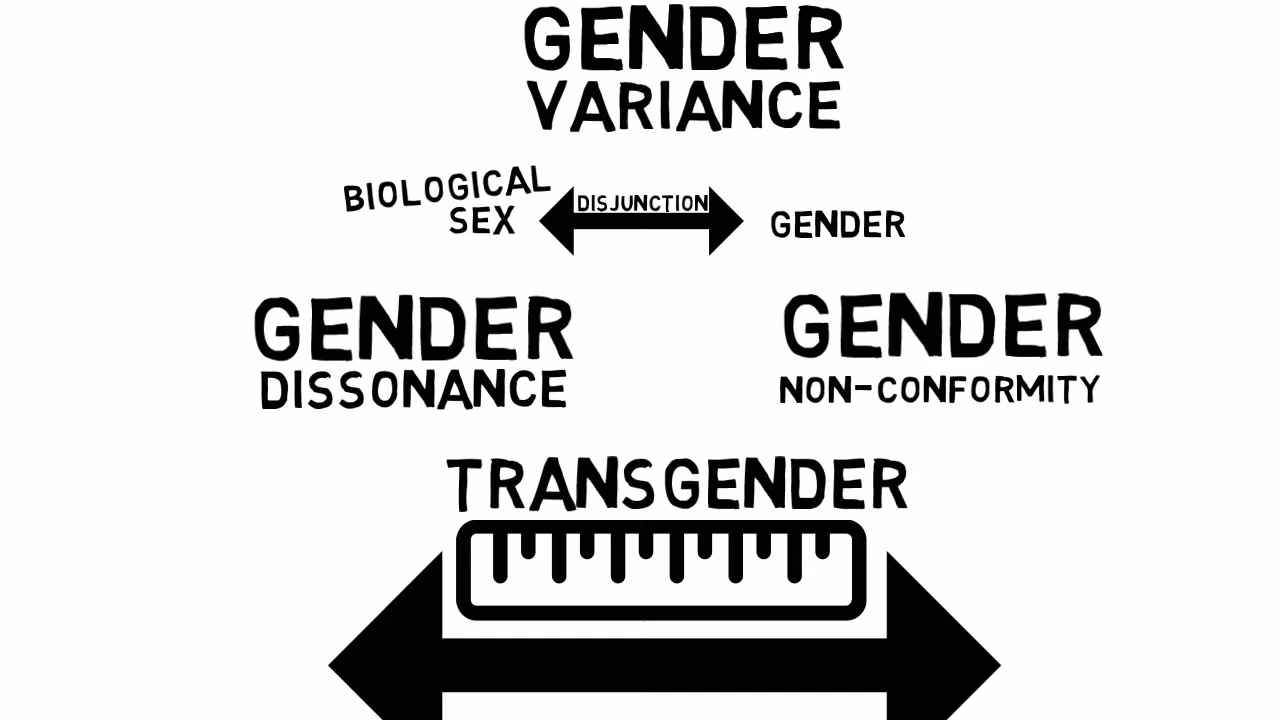 GENDER
VARIANCE
BIOLOGICAL
SEX
DISJUNCTION
GENDER
GENDER
DISSONANCE
GENDER
NON-CONFORMITY
TRANSGENDER